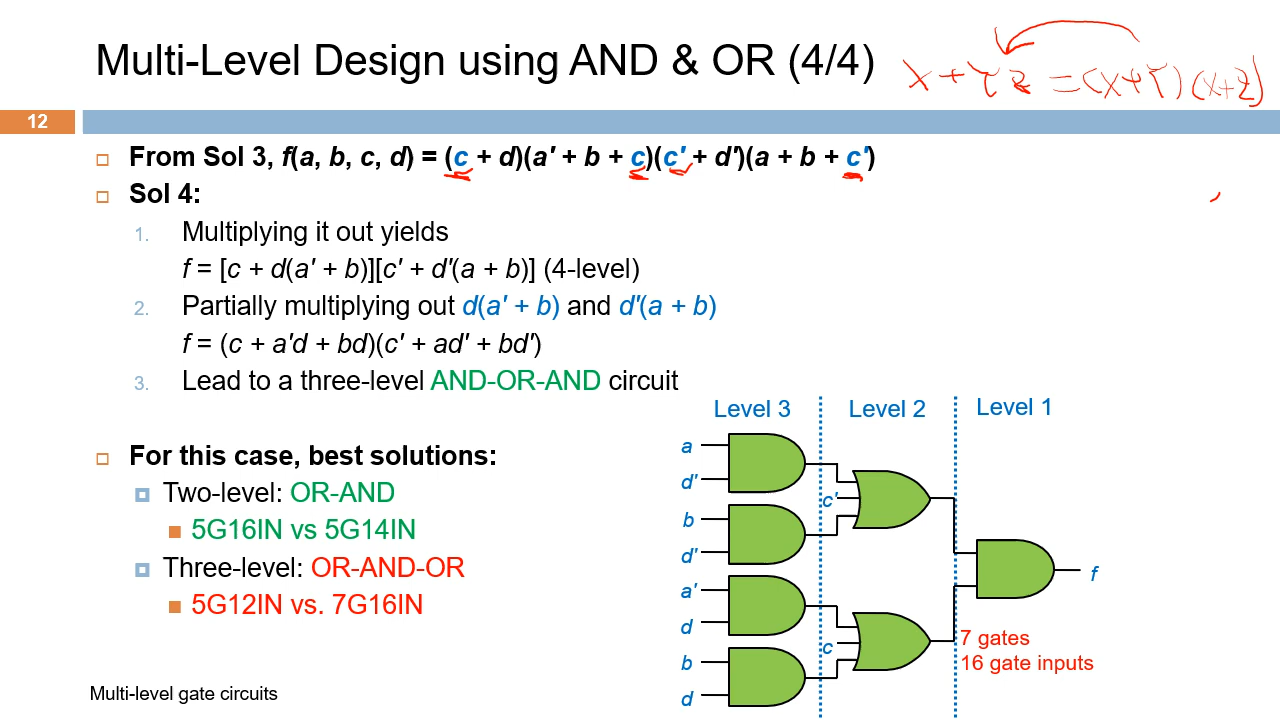 Multi-Level Design using AND & OR (4/4)
x + YZ = (x+Y)(x+Z)
12
From Sol 3, f(a, b, c, d) = (c + d)(a' + b + c)(c' + d')(a + b + c')
Sol 4:
1. Multiplying it out yields
f = [c + d(a' + b)][c' + d'(a + b)] (4-level)
2. Partially multiplying out d(a' + b) and d'(a + b)
f = (c + a'd + bd)(c' + ad' + bd')
3. Lead to a three-level AND-OR-AND circuit
For this case, best solutions:
Two-level: OR-AND
5G16IN vs 5G14IN
Three-level: OR-AND-OR
5G12IN vs. 7G16IN
Level 3 Level 2 Level 1
a
d'
c'
b
d'
f
a'
d
c
b
d
7 gates
16 gate inputs
Multi-level gate circuits